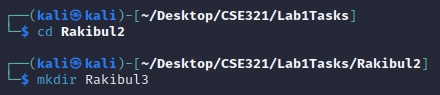 ┌──(kali㉿kali)-[~/Desktop/CSE321/Lab1Tasks]
└─$ cd Rakibul2
┌──(kali㉿kali)-[~/Desktop/CSE321/Lab1Tasks/Rakibul2]
└─$ mkdir Rakibul3